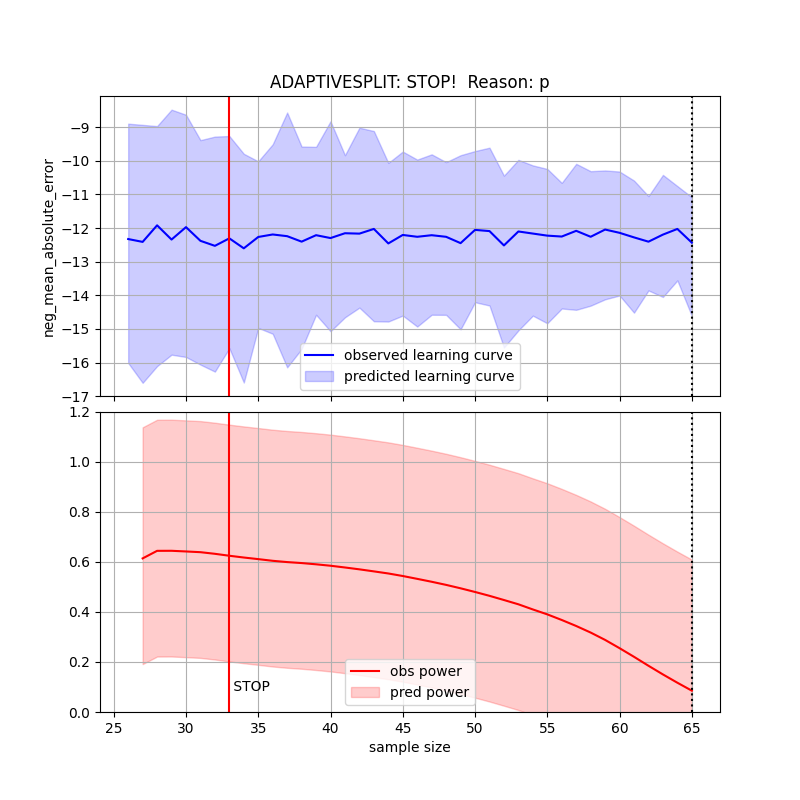 ADAPTIVESPLIT: STOP!  Reason: p
neg_mean_absolute_error
−9
−10
−11
−12
−13
−14
−15
−16
−17
observed learning curve
predicted learning curve
1.2
1.0
0.8
0.6
0.4
0.2
0.0
STOP
obs power
pred power
25 30 35 40 45 50 55 60 65
sample size